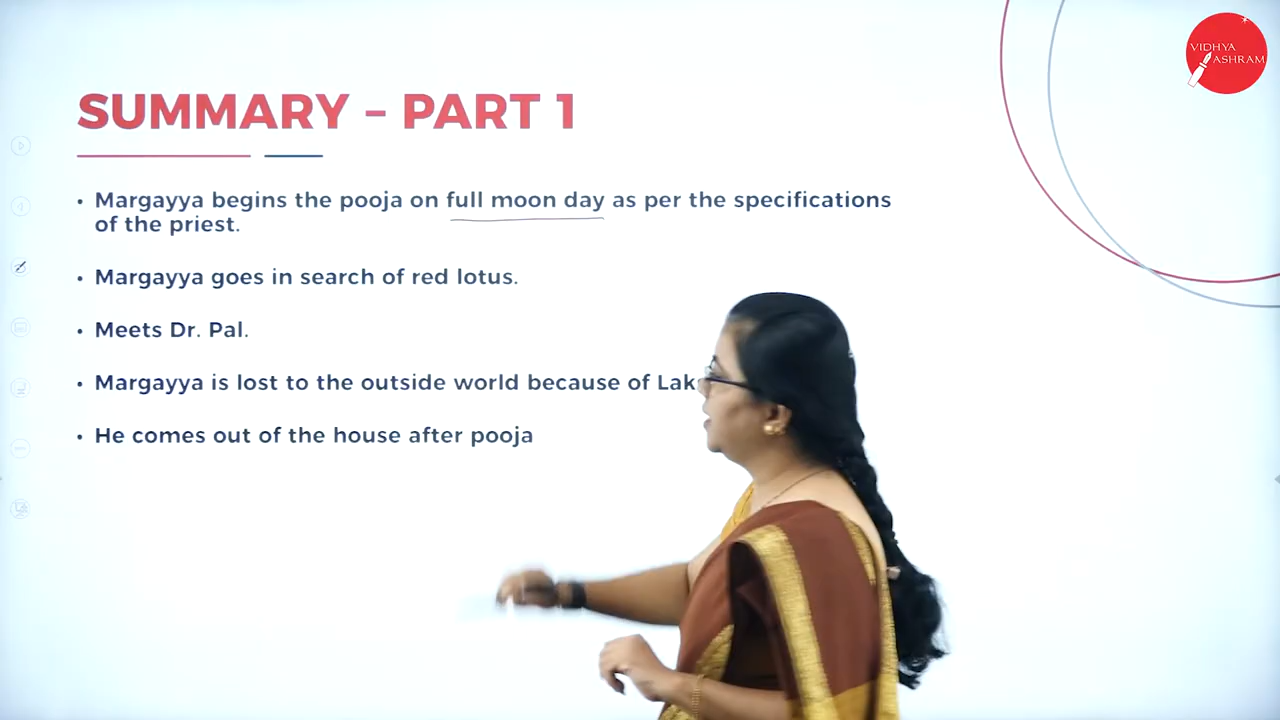 VIDHYA
ASHRAM
SUMMARY – PART 1
• Margayya begins the pooja on full moon day as per the specifications
of the priest.
• Margayya goes in search of red lotus.
• Meets Dr. Pal.
• Margayya is lost to the outside world because of
• He comes out of the house after pooja